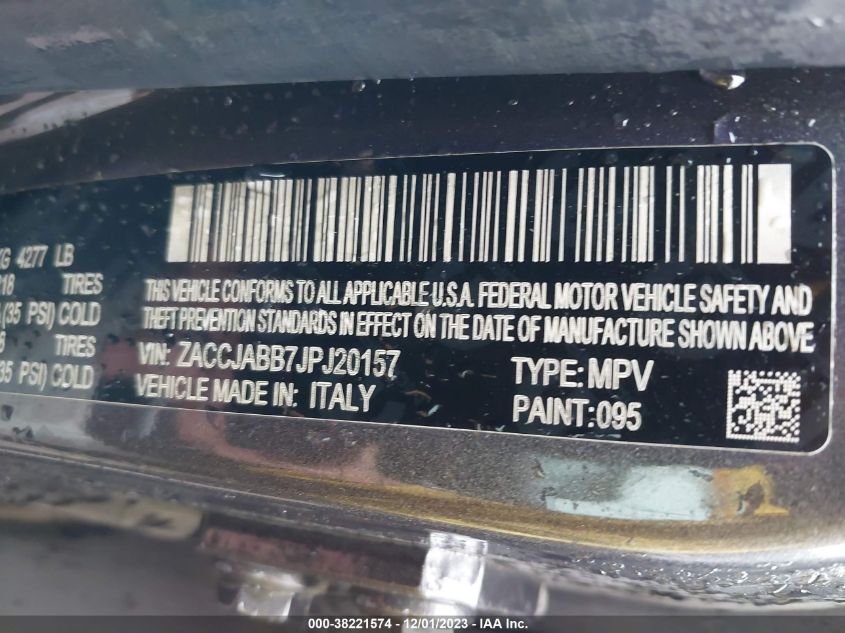 KG 4277 LB
TIRES
(35 PSI) COLD
TIRES
(35 PSI) COLD
THIS VEHICLE CONFORMS TO ALL APPLICABLE U.S.A. FEDERAL MOTOR VEHICLE SAFETY AND
THEFT PREVENTION STANDARDS IN EFFECT ON THE DATE OF MANUFACTURE SHOWN ABOVE
VIN: ZACCJABB7JPJ20157
TYPE: MPV
VEHICLE MADE IN: ITALY
PAINT:095
000-38221574 / 12/01/2023 - © IAA Inc.